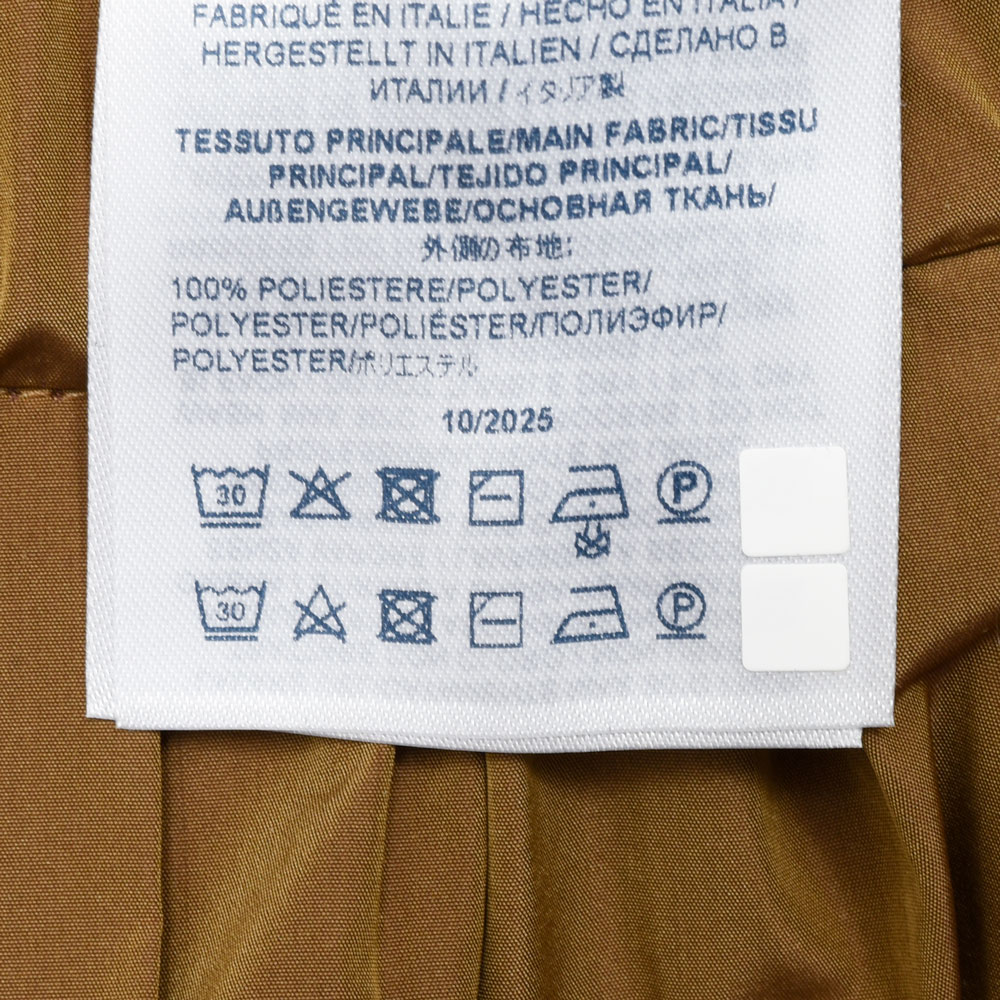 FABRIQUÉ EN ITALIE / HECHO EN ITALIA /
HERGESTELLT IN ITALIEN / СДЕЛАНО В
ИТАЛИИ / イタリア製
TESSUTO PRINCIPALE/MAIN FABRIC/TISSU
PRINCIPAL/TEJIDO PRINCIPAL/
AUßENGEWEBE/ОСНОВНАЯ ТКАНЬ/
外側の布地:
100% POLIESTERE/POLYESTER/
POLYESTER/POLIÉSTER/ПОЛИЭФИР/
POLYESTER/ポリエステル
10/2025
30 P
30 P